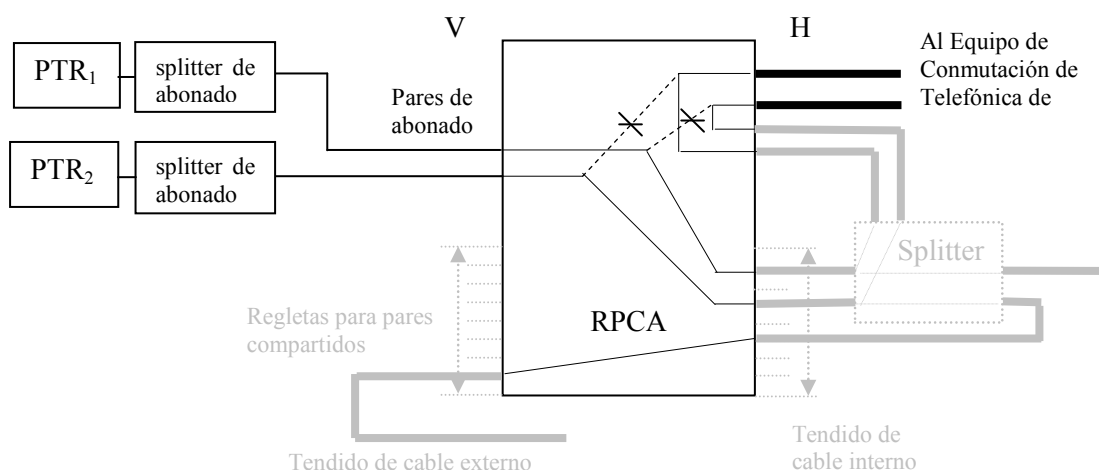 V
H
PTR1
splitter de
abonado
Pares de
abonado
Al Equipo de
Conmutación de
Telefónica de
PTR2
splitter de
abonado
Splitter
Regletas para pares
compartidos
RPCA
Tendido de cable externo
Tendido de
cable interno